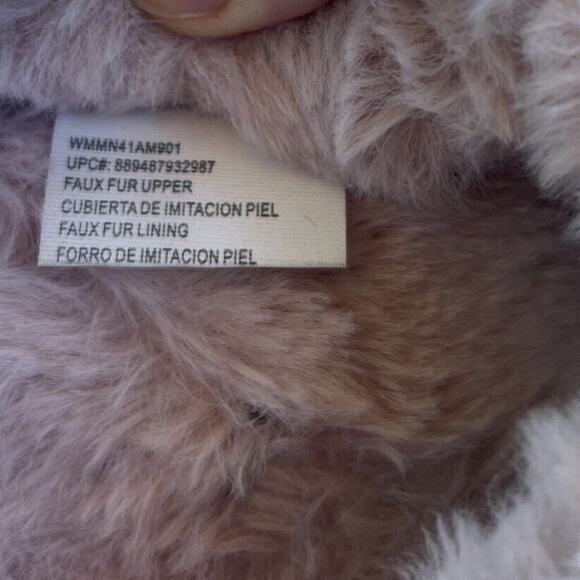 WMMN41AM901
UPC#: 889487932987
FAUX FUR UPPER
CUBIERTA DE IMITACION PIEL
FAUX FUR LINING
FORRO DE IMITACION PIEL